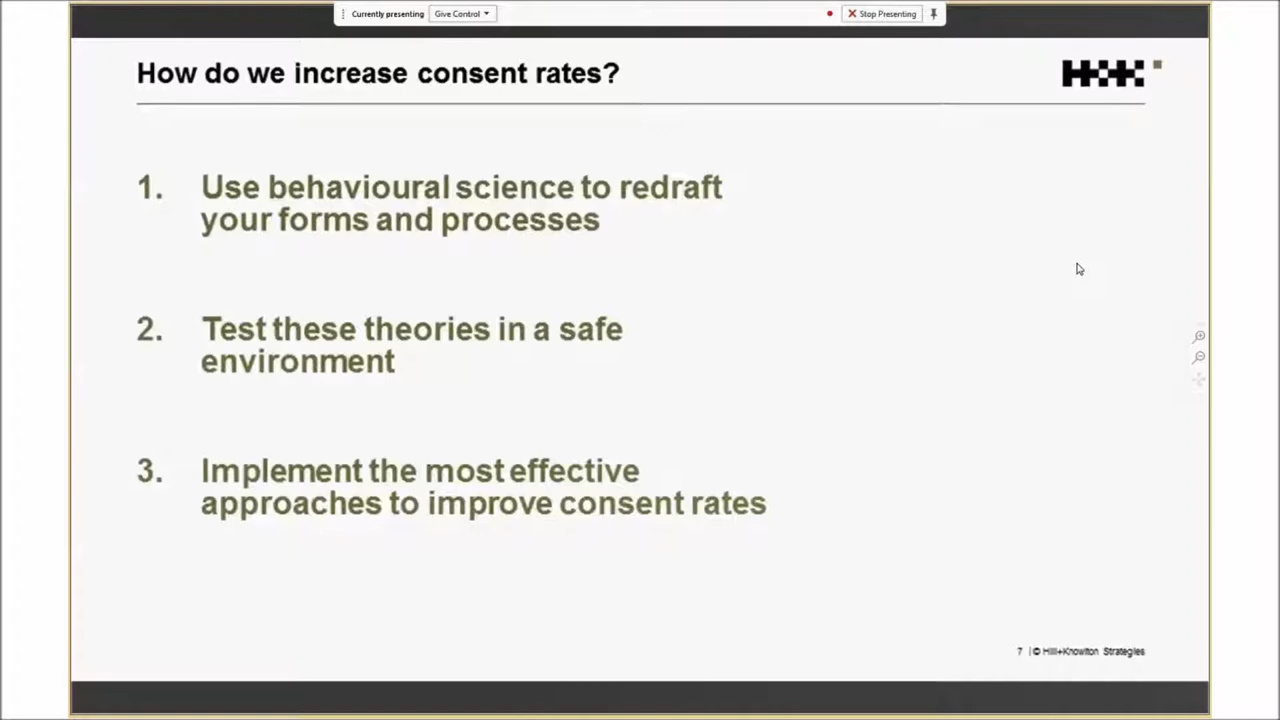 Currently presenting Give Control Stop Presenting
How do we increase consent rates?
H+K
1. Use behavioural science to redraft
your forms and processes
2. Test these theories in a safe
environment
3. Implement the most effective
approaches to improve consent rates
7 | © Hill+Knowlton Strategies